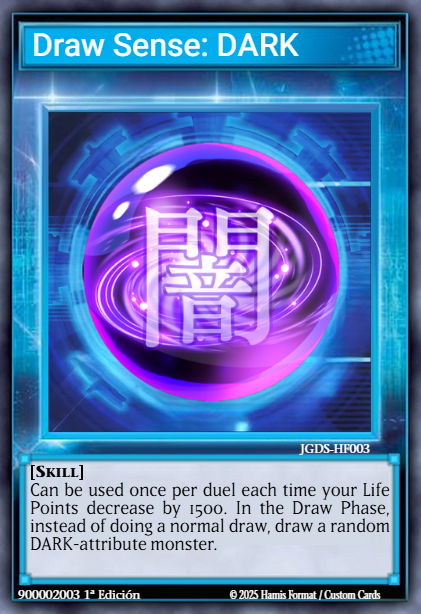 Draw Sense: DARK
闇
JGDS-HF003
[SKILL]
Can be used once per duel each time your Life
Points decrease by 1500. In the Draw Phase,
instead of doing a normal draw, draw a random
DARK-attribute monster.
900002003 1ª Edición
© 2025 Hamis Format / Custom Cards